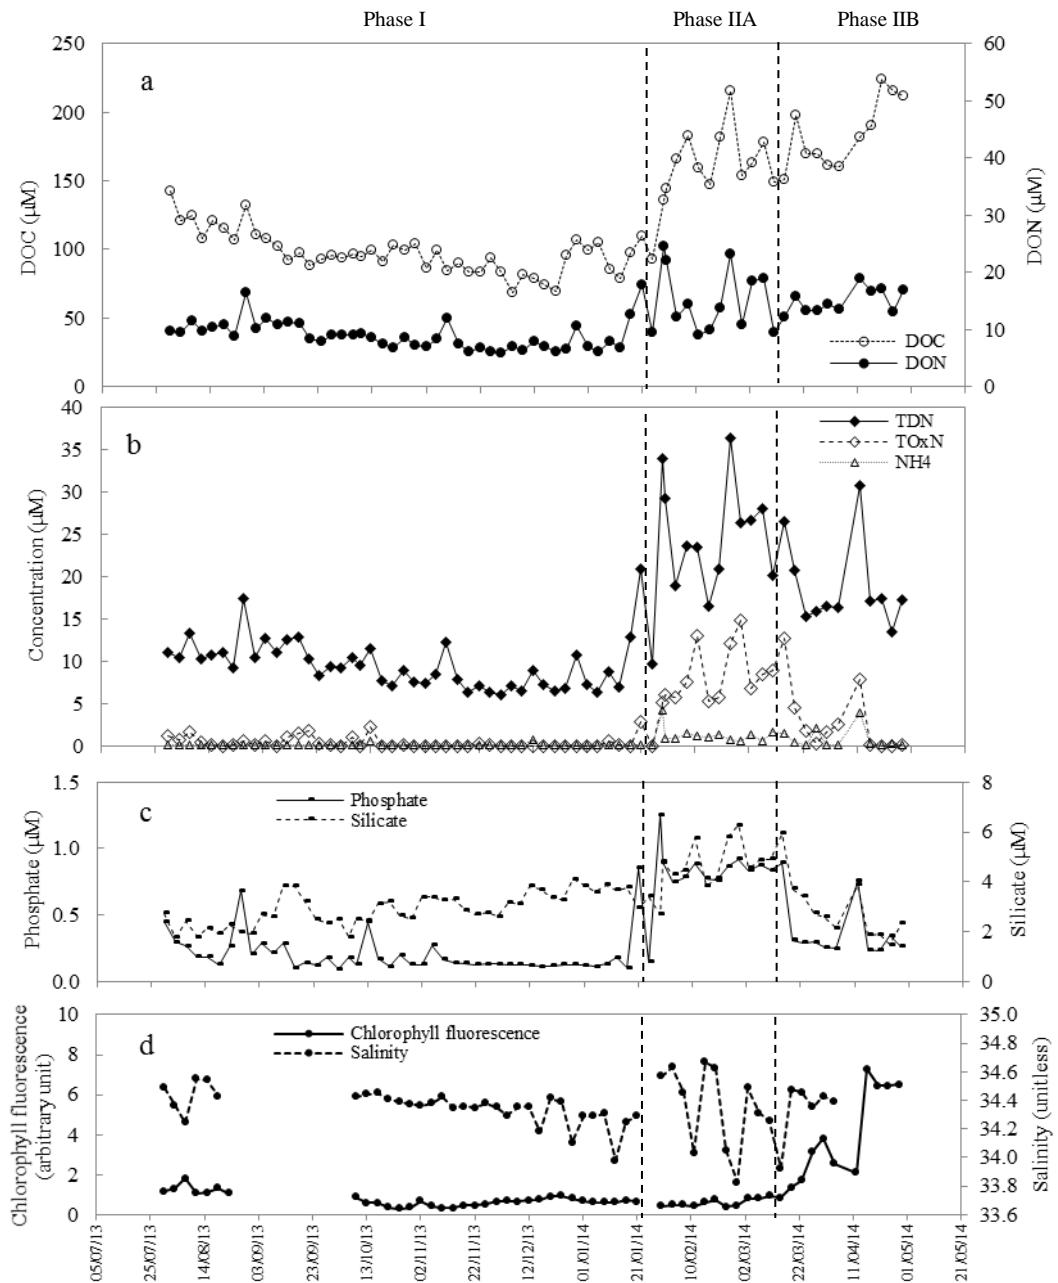 Phase I Phase IIA Phase IIB
a
DOC (µM)
250
200
150
100
50
0
DON (µM)
60
50
40
30
20
10
0
DOC
DON
b
Concentration (µM)
40
35
30
25
20
15
10
5
0
TDN
TOxN
NH4
c
Phosphate (µM)
1.5
1.0
0.5
0.0
Phosphate
Silicate
Silicate (µM)
8
6
4
2
0
d
Chlorophyll fluorescence
(arbitrary unit)
10
8
6
4
2
0
Chlorophyll fluorescence
Salinity
Salinity (unitless)
35.0
34.8
34.6
34.4
34.2
34.0
33.8
33.6
05/07/13
25/07/13
14/08/13
03/09/13
23/09/13
13/10/13
02/11/13
22/11/13
12/12/13
01/01/14
21/01/14
10/02/14
02/03/14
22/03/14
11/04/14
01/05/14
21/05/14